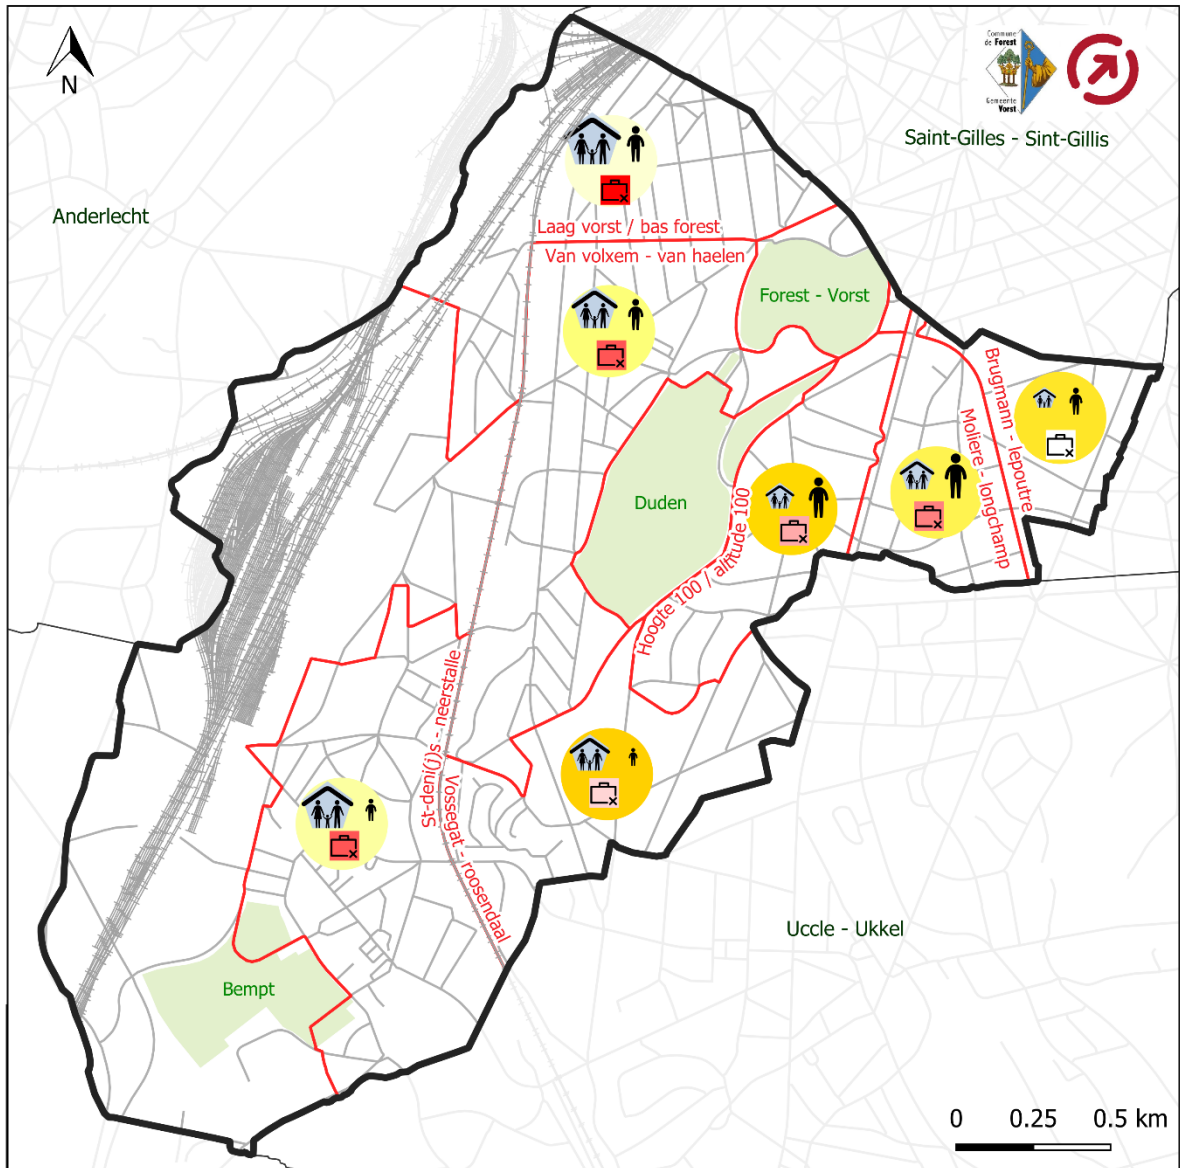 N
Commune
de Forest
Gemeente
Vorst
Saint-Gilles - Sint-Gillis
Anderlecht
Laag vorst / bas forest
Van volxem - van haelen
Forest - Vorst
Brugmann - lepoutre
Moliere - longchamp
Duden
Hoogte 100 / altitude 100
St-deni(j)s - neerstalle
Vossegat - roosendaal
Uccle - Ukkel
Bempt
0 0.25 0.5 km